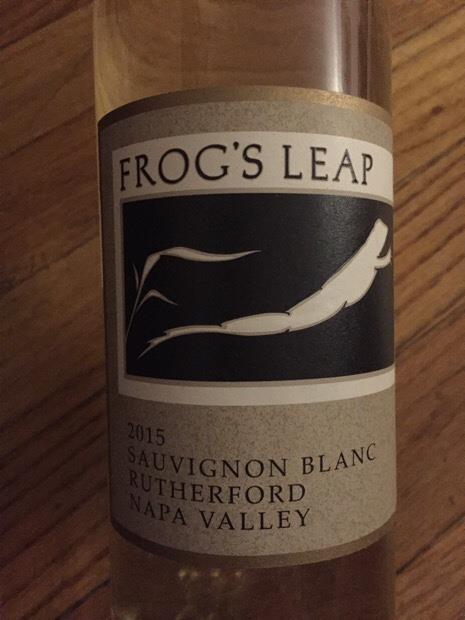 FROG'S LEAP
2015
SAUVIGNON BLANC
RUTHERFORD
NAPA VALLEY